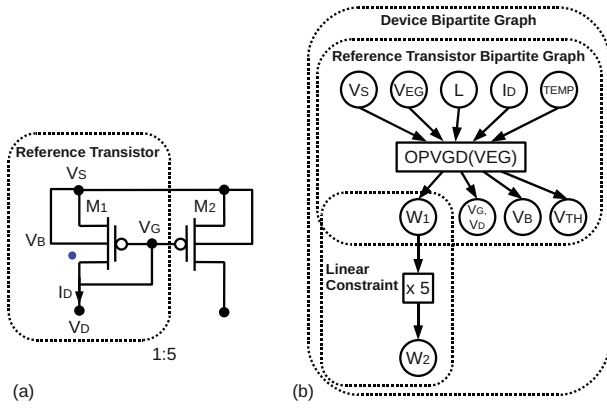 Reference Transistor
VS
M1
VG
M2
VB
ID
VD
1:5
(a)
Device Bipartite Graph
Reference Transistor Bipartite Graph
VS
VEG
L
ID
TEMP
OPVGD(VEG)
W1
VG,
VD
VB
VTH
Linear
Constraint
x 5
W2
(b)